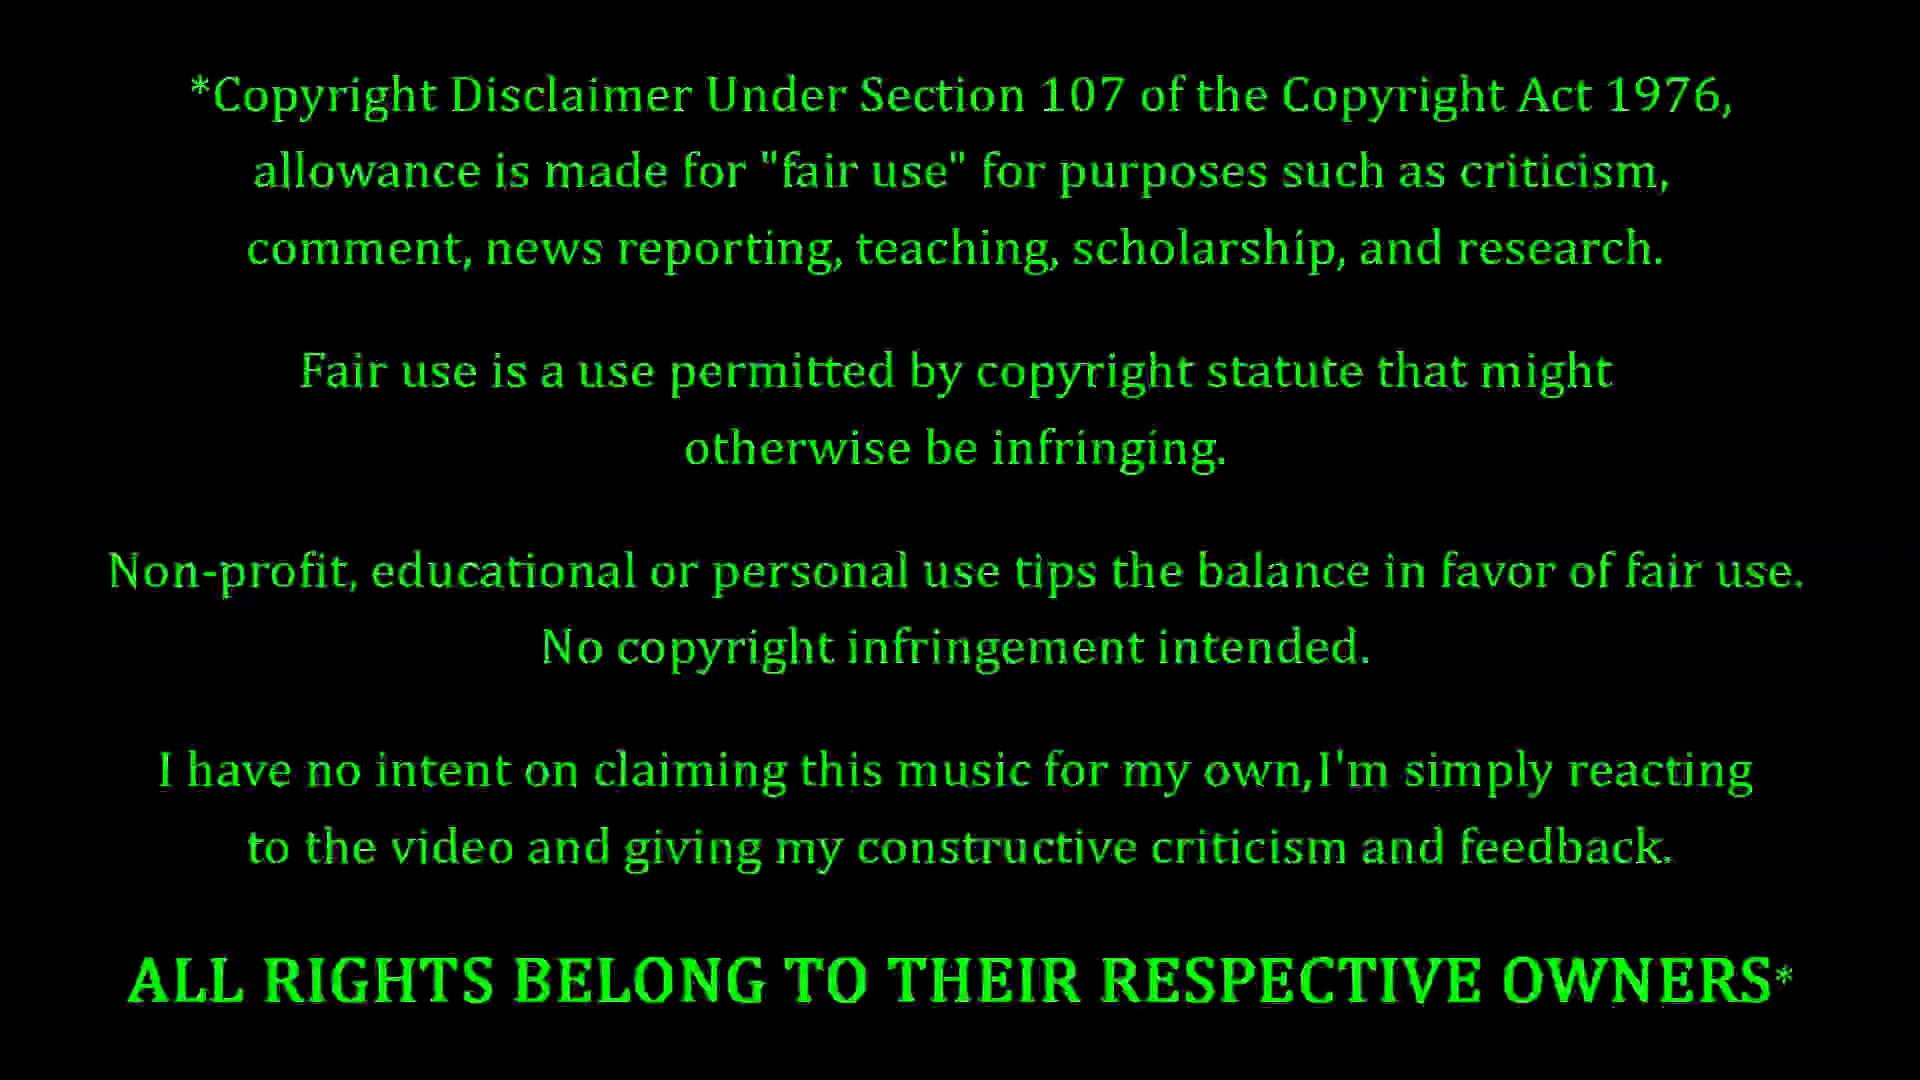 *Copyright Disclaimer Under Section 107 of the Copyright Act 1976,
allowance is made for "fair use" for purposes such as criticism,
comment, news reporting, teaching, scholarship, and research.
Fair use is a use permitted by copyright statute that might
otherwise be infringing.
Non-profit, educational or personal use tips the balance in favor of fair use.
No copyright infringement intended.
I have no intent on claiming this music for my own,I'm simply reacting
to the video and giving my constructive criticism and feedback.
ALL RIGHTS BELONG TO THEIR RESPECTIVE OWNERS*